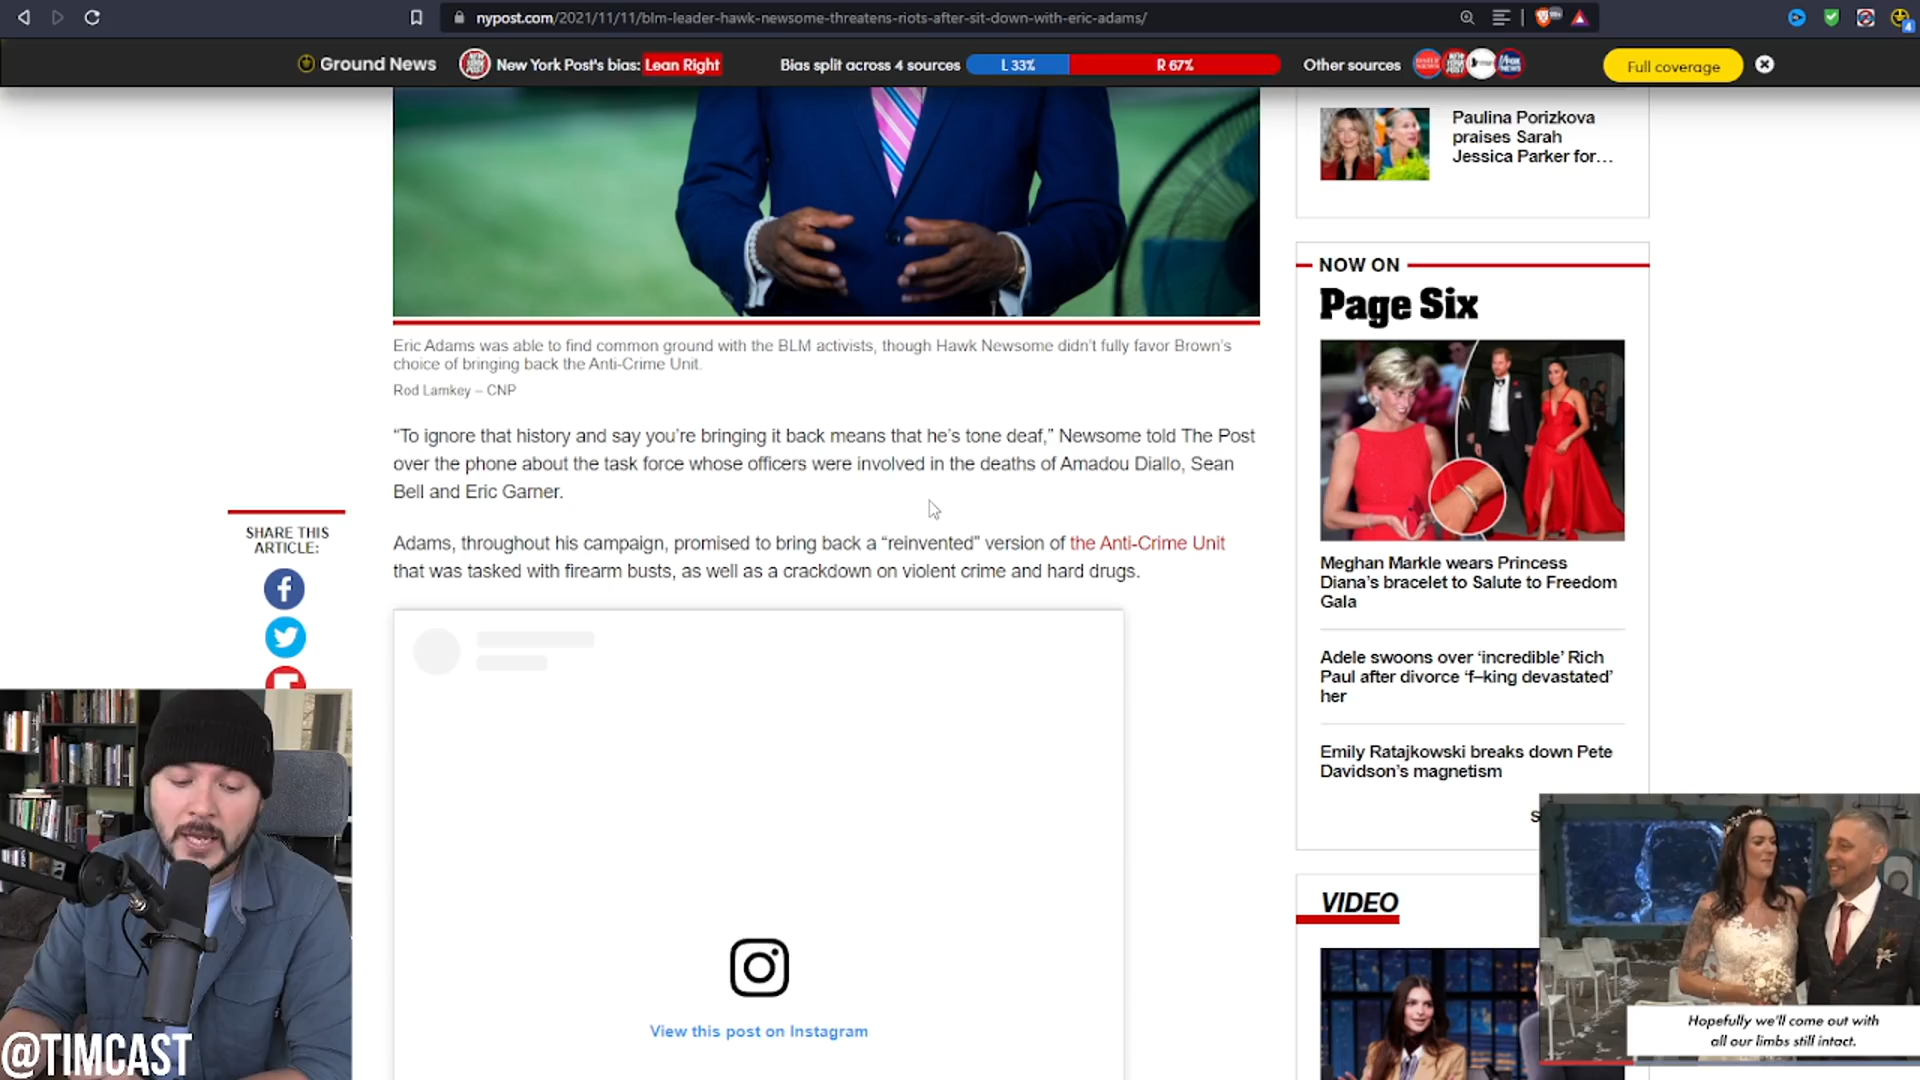 nypost.com/2021/11/11/blm-leader-hawk-newsome-threatens-riots-after-sit-down-with-eric-adams/
Ground News
New York Post's bias: Lean Right
Bias split across 4 sources
L 33%
R 67%
Other sources
Full coverage
Paulina Porizkova
praises Sarah
Jessica Parker for…
NOW ON
Page Six
Eric Adams was able to find common ground with the BLM activists, though Hawk Newsome didn't fully favor Brown's
choice of bringing back the Anti-Crime Unit.
Rod Lamkey – CNP
“To ignore that history and say you're bringing it back means that he's tone deaf,” Newsome told The Post
over the phone about the task force whose officers were involved in the deaths of Amadou Diallo, Sean
Bell and Eric Garner.
SHARE THIS
ARTICLE:
Adams, throughout his campaign, promised to bring back a “reinvented” version of the Anti-Crime Unit
that was tasked with firearm busts, as well as a crackdown on violent crime and hard drugs.
Meghan Markle wears Princess
Diana's bracelet to Salute to Freedom
Gala
Adele swoons over ‘incredible’ Rich
Paul after divorce ‘f–king devastated’
her
Emily Ratajkowski breaks down Pete
Davidson's magnetism
S
VIDEO
View this post on Instagram
@TIMCAST
Hopefully we'll come out with
all our limbs still intact.